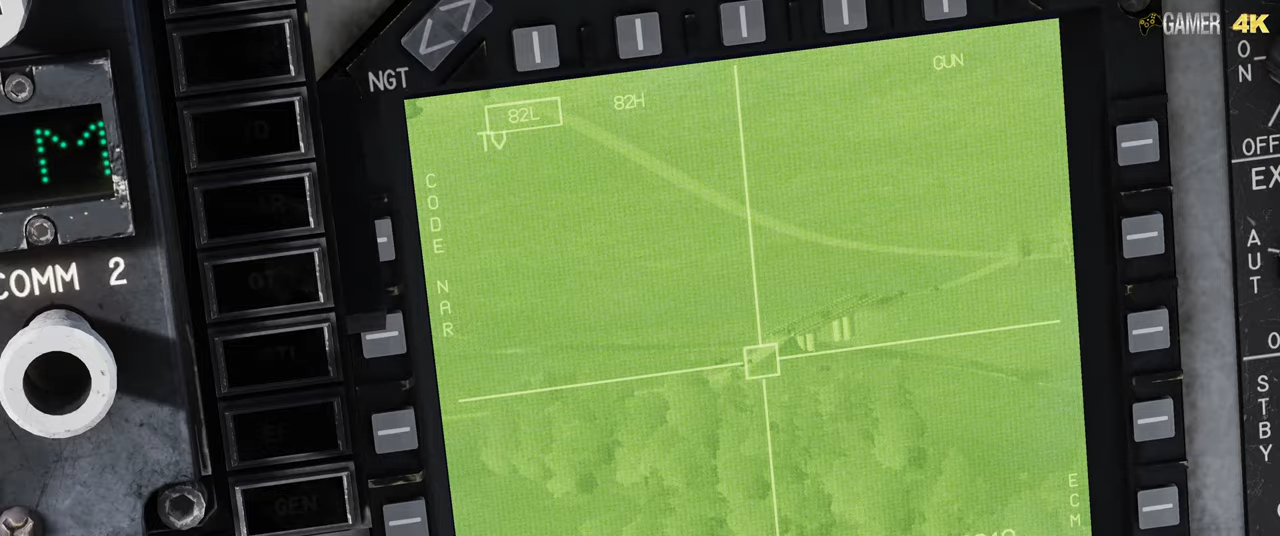 GAMER 4K
NGT
GUN
82L
82H
TV
M
CODE NAR
COMM 2
ON
OFF
EX
AUT
STBY
GEN
ECM